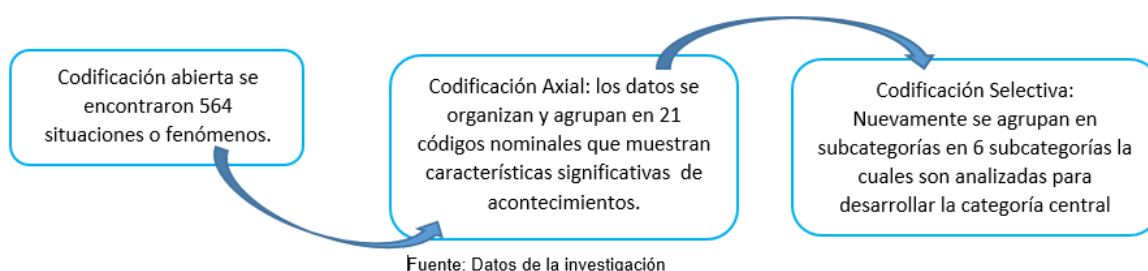 Codificación abierta se
encontraron 564
situaciones o fenómenos.
Codificación Axial: los datos se
organizan y agrupan en 21
códigos nominales que muestran
características significativas de
acontecimientos.
Codificación Selectiva:
Nuevamente se agrupan en
subcategorías en 6 subcategorías la
cuales son analizadas para
desarrollar la categoría central
Fuente: Datos de la investigación